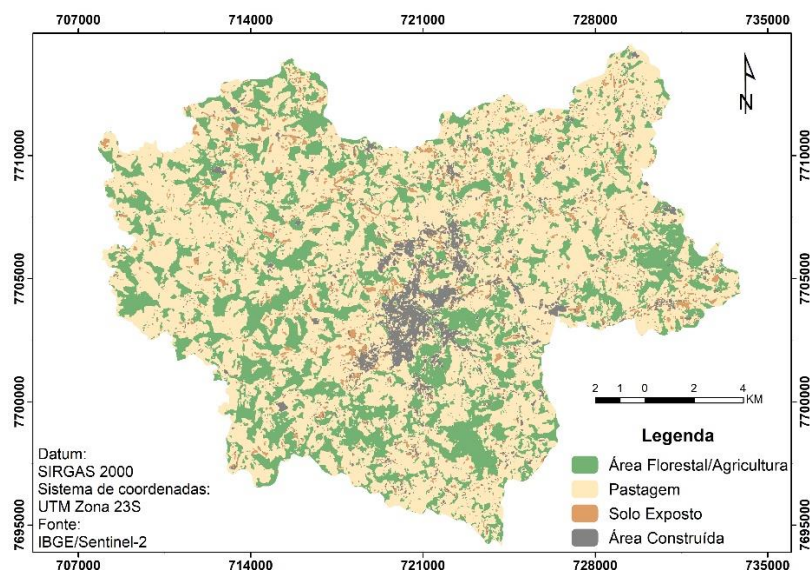 707000 714000 721000 728000 735000
N
7710000 7710000
7705000 7705000
7700000 7700000
7695000 7695000
2 1 0 2 4
KM
Legenda
Área Florestal/Agricultura
Pastagem
Solo Exposto
Área Construída
Datum:
SIRGAS 2000
Sistema de coordenadas:
UTM Zona 23S
Fonte:
IBGE/Sentinel-2
707000 714000 721000 728000 735000